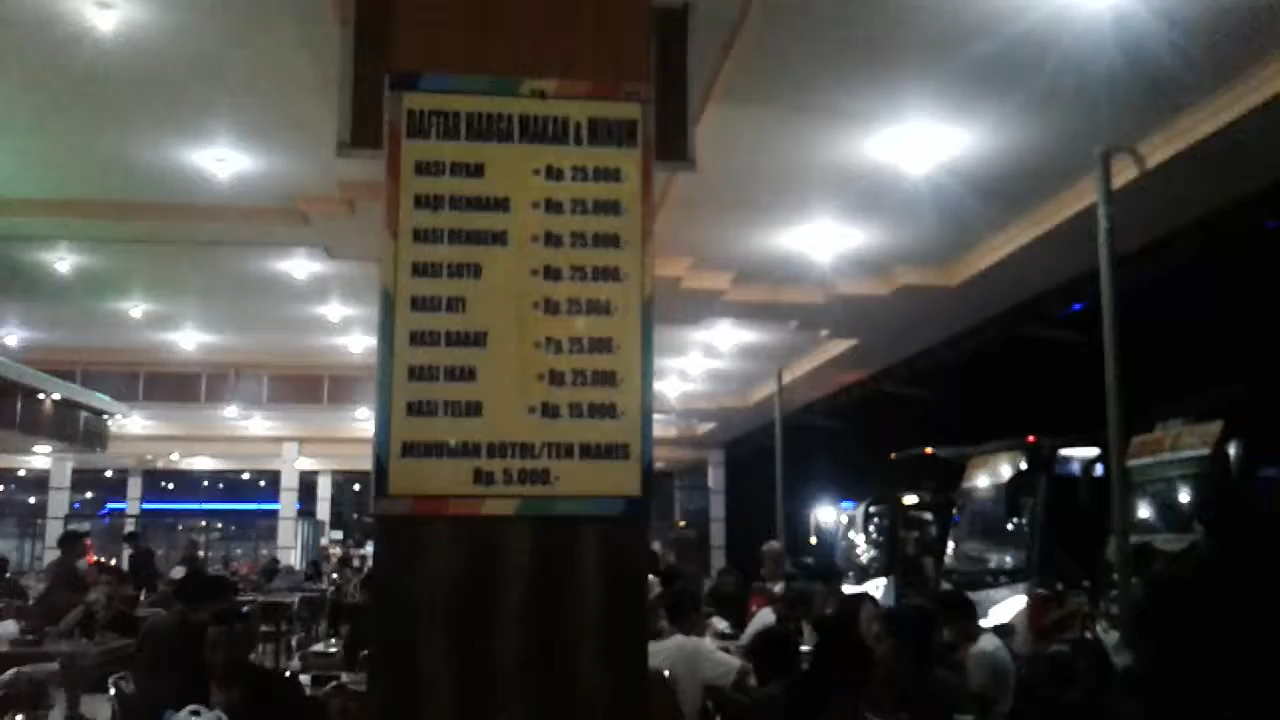 DAFTAR HARGA MAKAN & MINUM
NASI AYAM = Rp. 25.000,-
NASI RENDANG = Rp. 25.000,-
NASI DENDENG = Rp. 25.000,-
NASI SOTO = Rp. 25.000,-
NASI ATI = Rp. 25.000,-
NASI BABAT = Rp. 25.000,-
NASI IKAN = Rp. 25.000,-
NASI TELOR = Rp. 15.000,-
MINUMAN BOTOL/TEH MANIS
Rp. 5.000,-